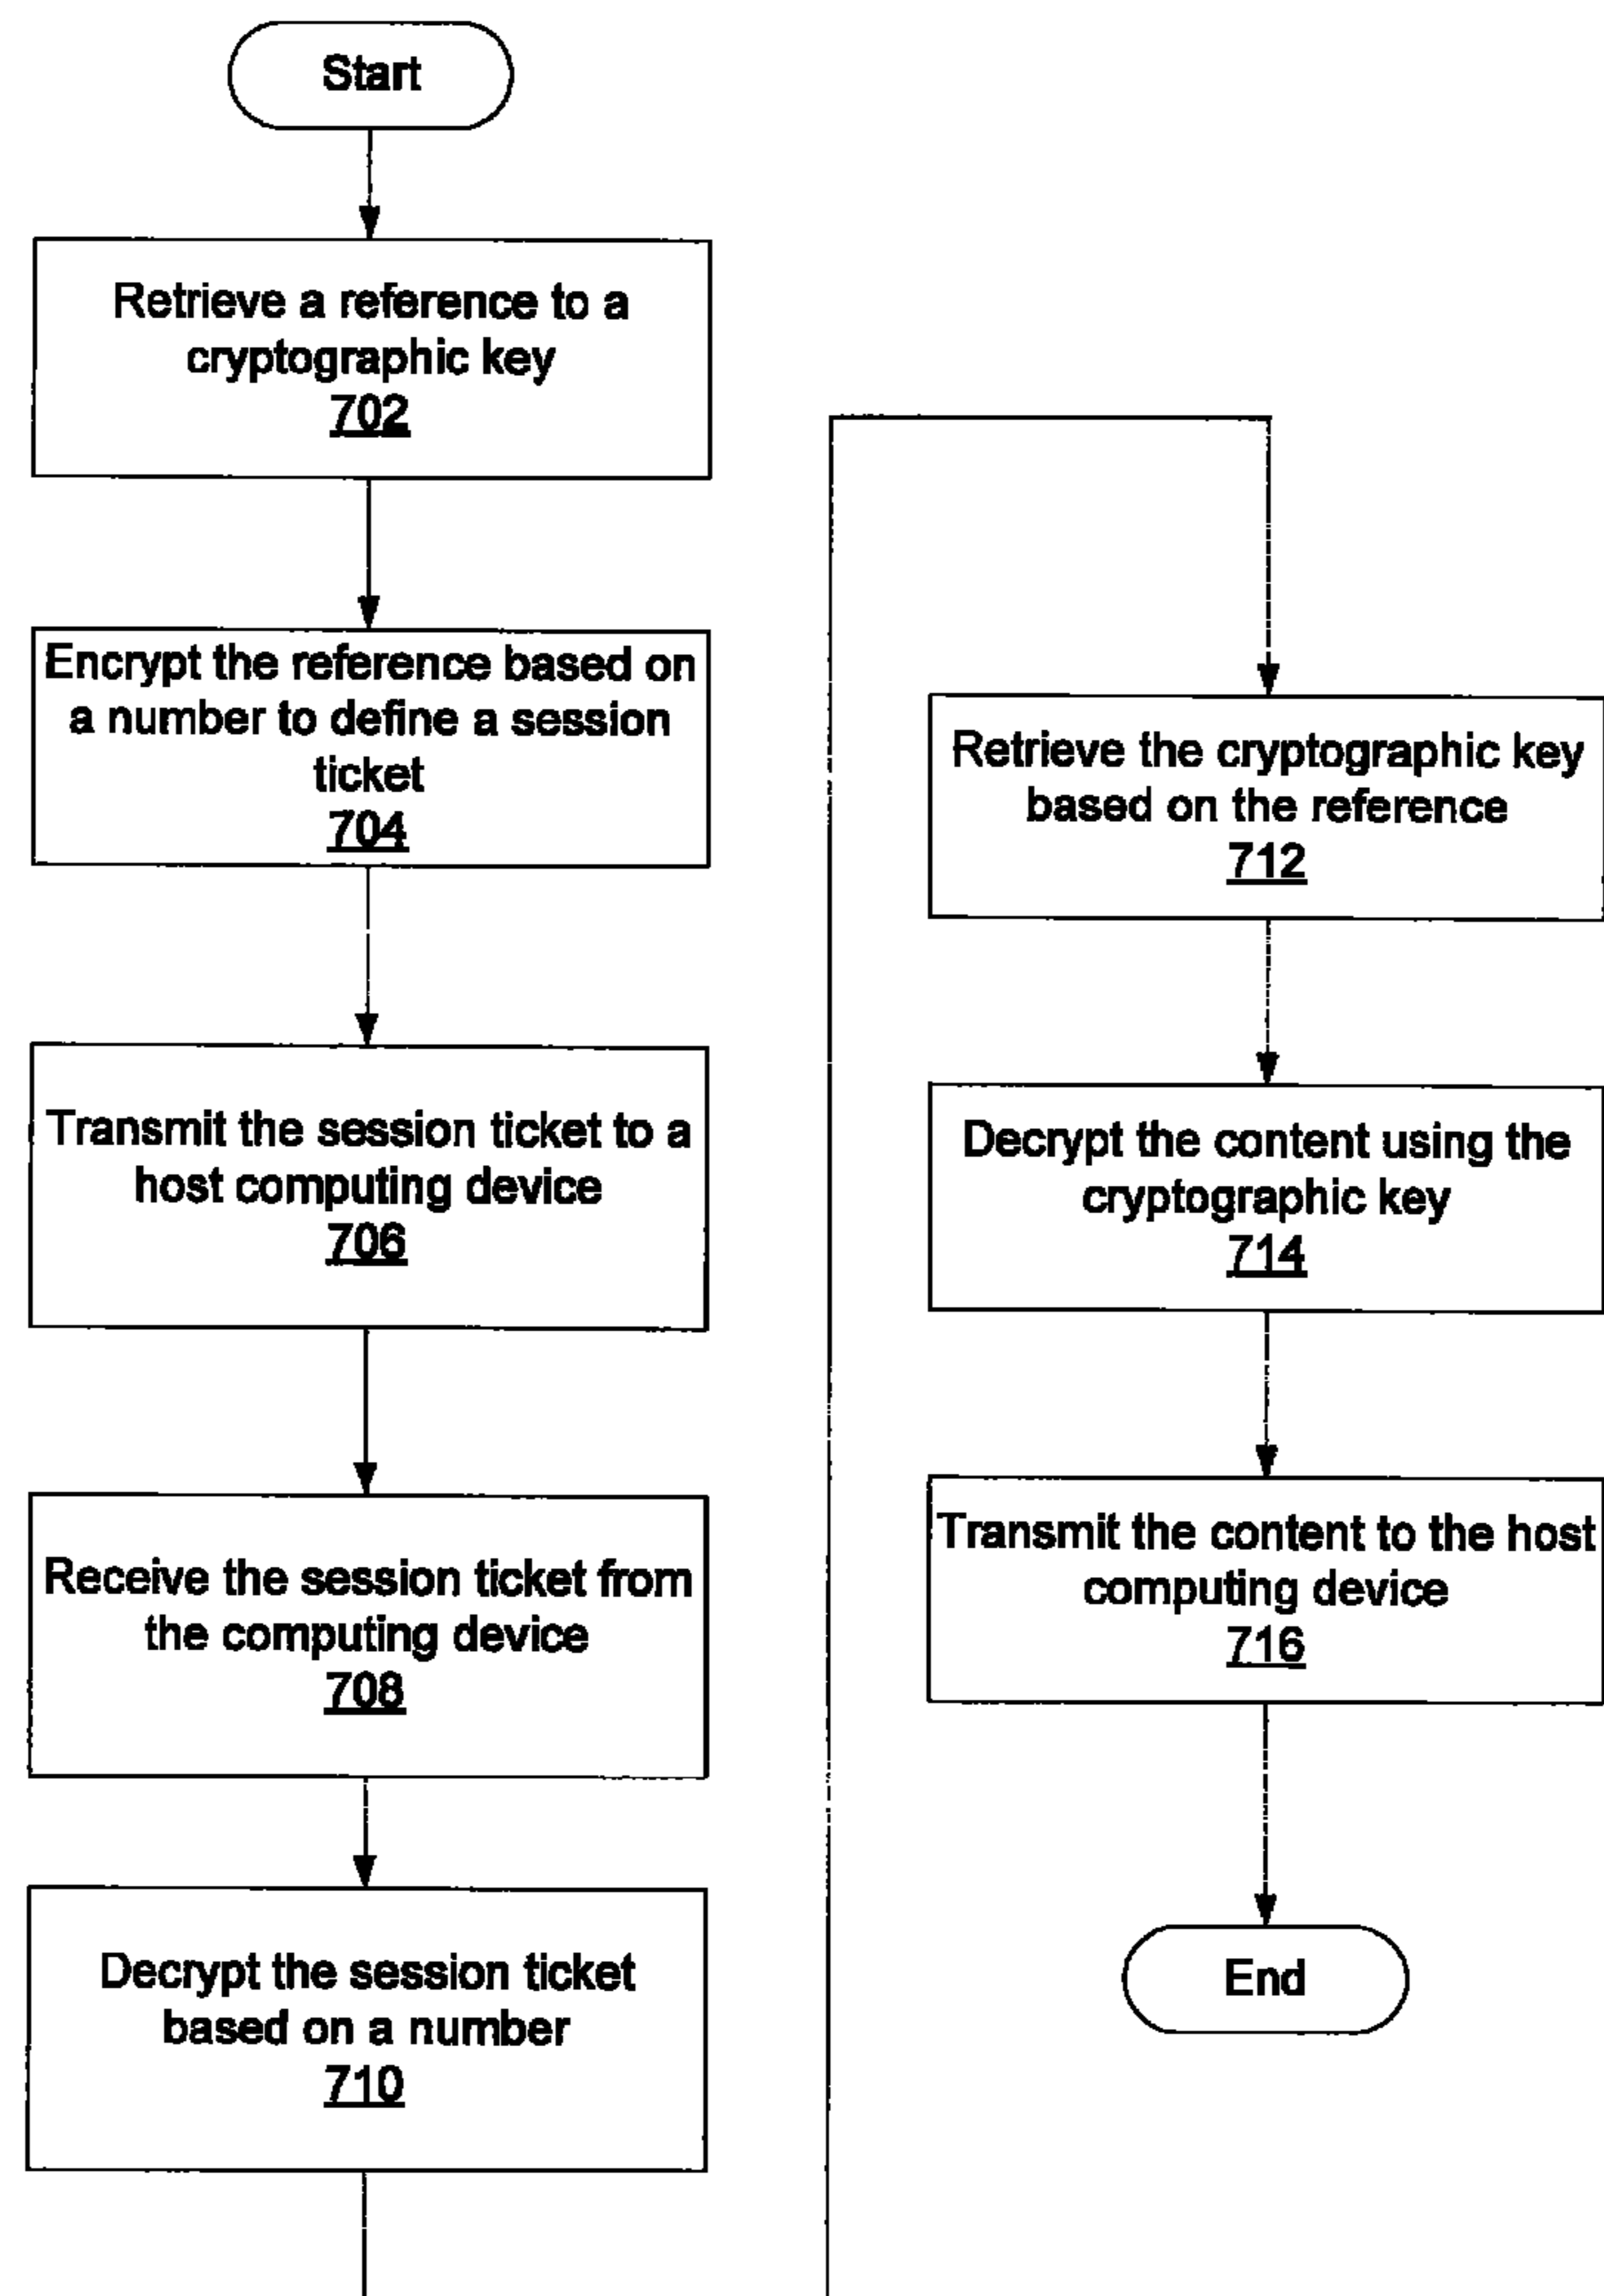 Start
Retrieve a reference to a
cryptographic key
702
Encrypt the reference based on
a number to define a session
ticket
704
Transmit the session ticket to a
host computing device
706
Receive the session ticket from
the computing device
708
Decrypt the session ticket
based on a number
710
Retrieve the cryptographic key
based on the reference
712
Decrypt the content using the
cryptographic key
714
Transmit the content to the host
computing device
716
End